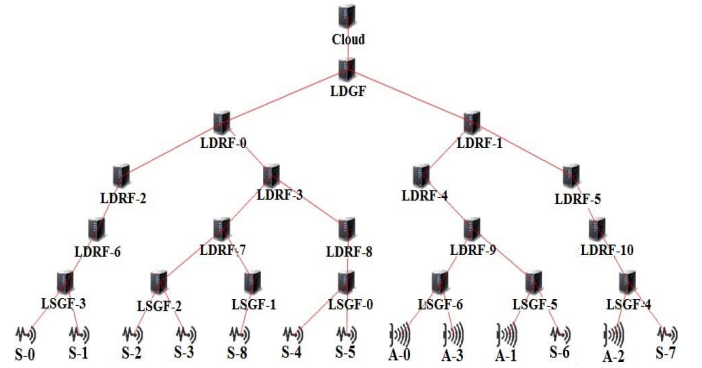 Cloud
LDGF
LDRF-0 LDRF-1
LDRF-2 LDRF-3 LDRF-4 LDRF-5
LDRF-6 LDRF-7 LDRF-8 LDRF-9 LDRF-10
LSGF-3 LSGF-2 LSGF-1 LSGF-0 LSGF-6 LSGF-5 LSGF-4
S-0 S-1 S-2 S-3 S-8 S-4 S-5 A-0 A-3 A-1 S-6 A-2 S-7